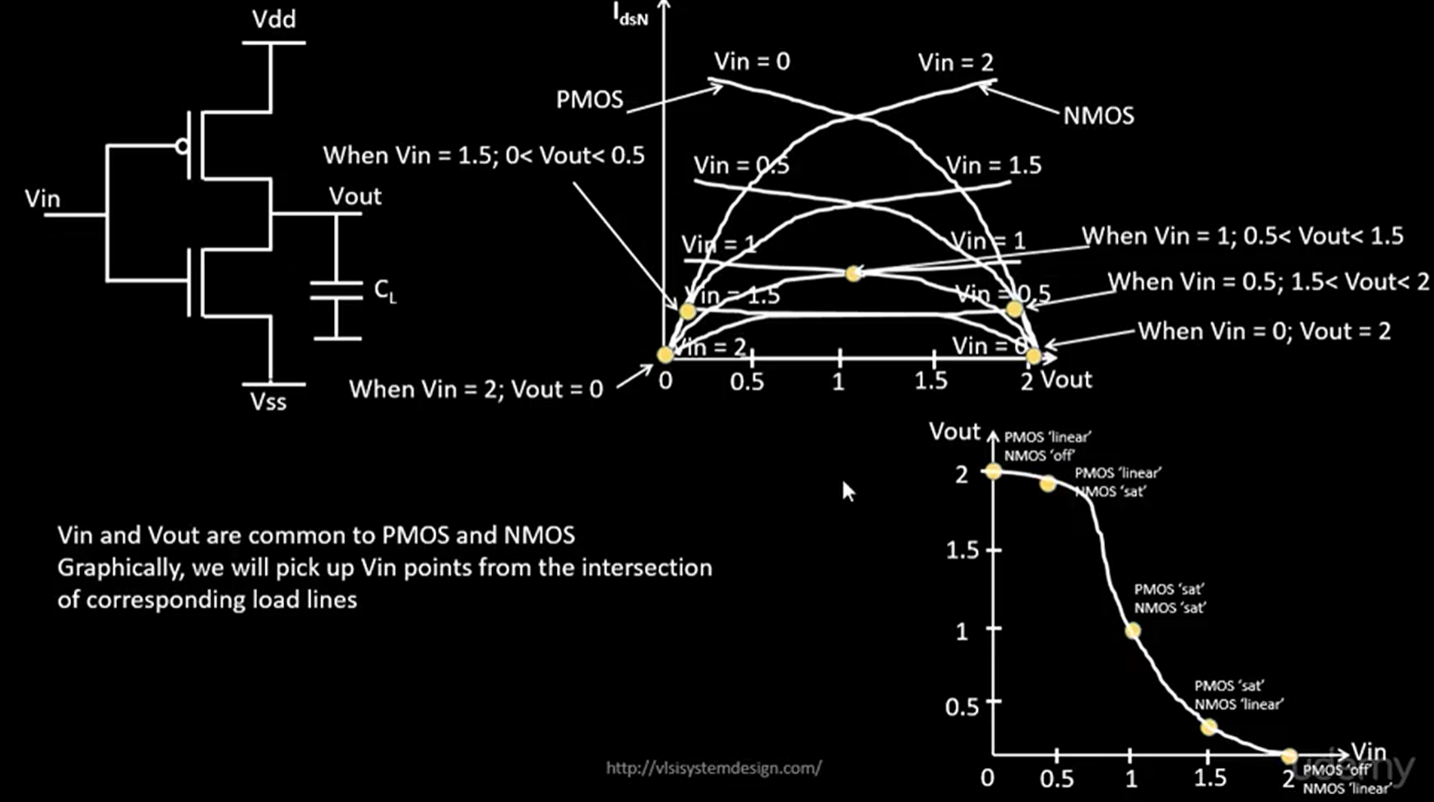 Vdd
Vin
Vout
C_L
Vss
I_dsN
Vin = 0
Vin = 2
PMOS
NMOS
When Vin = 1.5; 0< Vout< 0.5
Vin = 0.5
Vin = 1.5
Vin = 1
Vin = 1
When Vin = 1; 0.5< Vout< 1.5
Vin = 1.5
Vin = 0.5
When Vin = 0.5; 1.5< Vout< 2
Vin = 2
Vin = 0
When Vin = 0; Vout = 2
When Vin = 2; Vout = 0
0 0.5 1 1.5 2 Vout
Vin and Vout are common to PMOS and NMOS
Graphically, we will pick up Vin points from the intersection
of corresponding load lines
Vout
PMOS ‘linear’
NMOS ‘off’
2
PMOS ‘linear’
NMOS ‘sat’
1.5
PMOS ‘sat’
NMOS ‘sat’
1
PMOS ‘sat’
NMOS ‘linear’
0.5
Vin
0 0.5 1 1.5 2
PMOS ‘off’
NMOS ‘linear’
http://vlsisystemdesign.com/
udemy